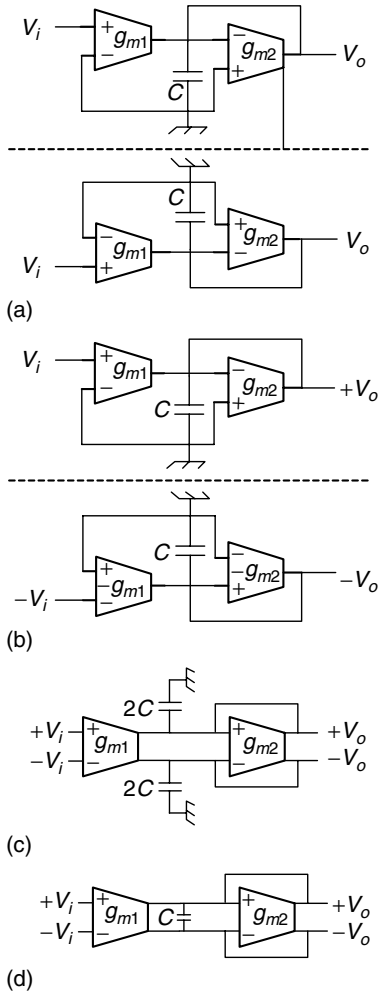 V_i + g_m1 − g_m2 V_o
− +
C
C
− + g_m2 V_o
V_i + g_m1 −
(a)
V_i + g_m1 − g_m2 +V_o
− +
C
C
+ − g_m1 − − + g_m2 −V_o
−V_i −
(b)
2C
+V_i + g_m1 + g_m2 +V_o
−V_i − − −V_o
2C
(c)
+V_i + g_m1 C + g_m2 +V_o
−V_i − − −V_o
(d)